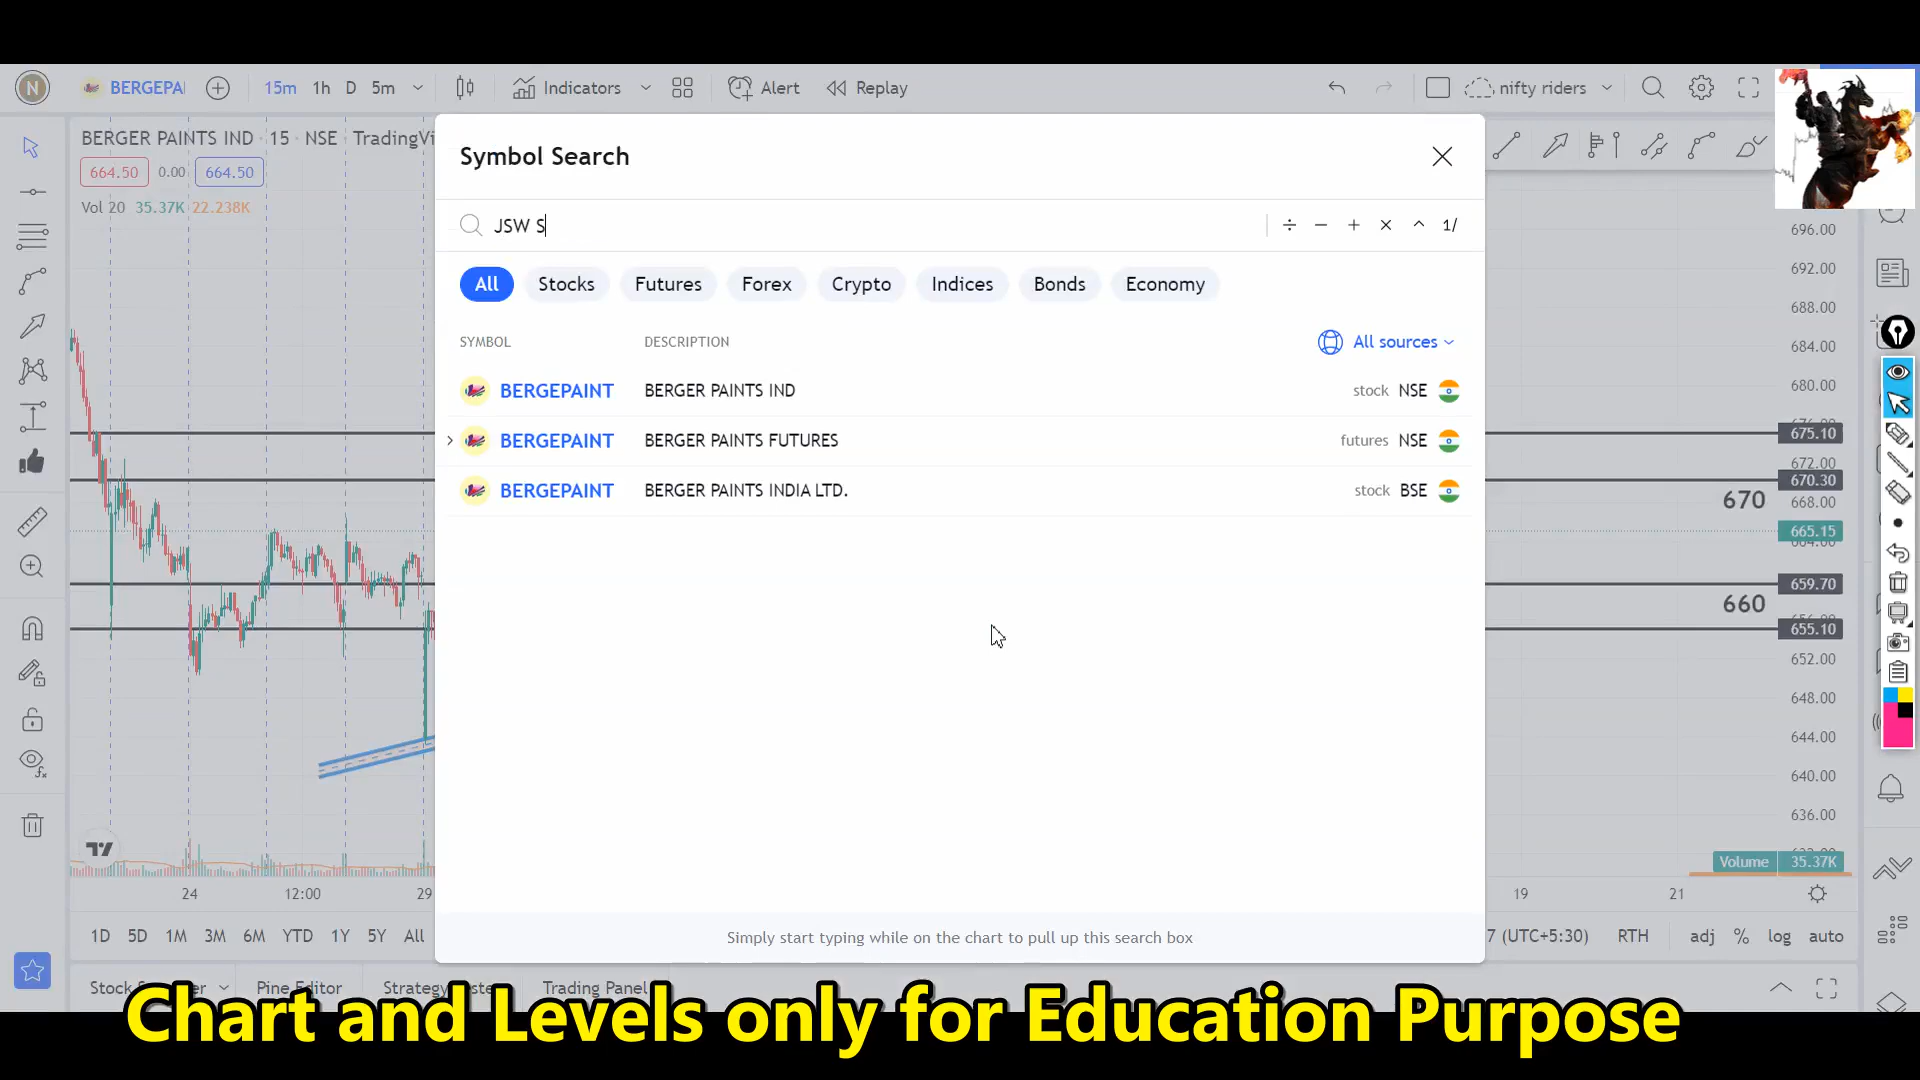 N
BERGEPAI
15m 1h D 5m
Indicators
Alert
Replay
nifty riders
BERGER PAINTS IND · 15 · NSE · TradingVi
664.50 0.00 664.50
Vol 20 35.37K 22.238K
Symbol Search
JSW S
÷ − + × ^ 1/
All Stocks Futures Forex Crypto Indices Bonds Economy
SYMBOL DESCRIPTION All sources
BERGEPAINT BERGER PAINTS IND stock NSE
BERGEPAINT BERGER PAINTS FUTURES futures NSE
BERGEPAINT BERGER PAINTS INDIA LTD. stock BSE
Simply start typing while on the chart to pull up this search box
696.00
692.00
688.00
684.00
680.00
675.10
672.00
670.30
670
668.00
665.15
659.70
660
655.10
652.00
648.00
644.00
640.00
636.00
Volume 35.37K
24 12:00 29 19 21
1D 5D 1M 3M 6M YTD 1Y 5Y All
7 (UTC+5:30) RTH adj % log auto
Trading Panel
Chart and Levels only for Education Purpose